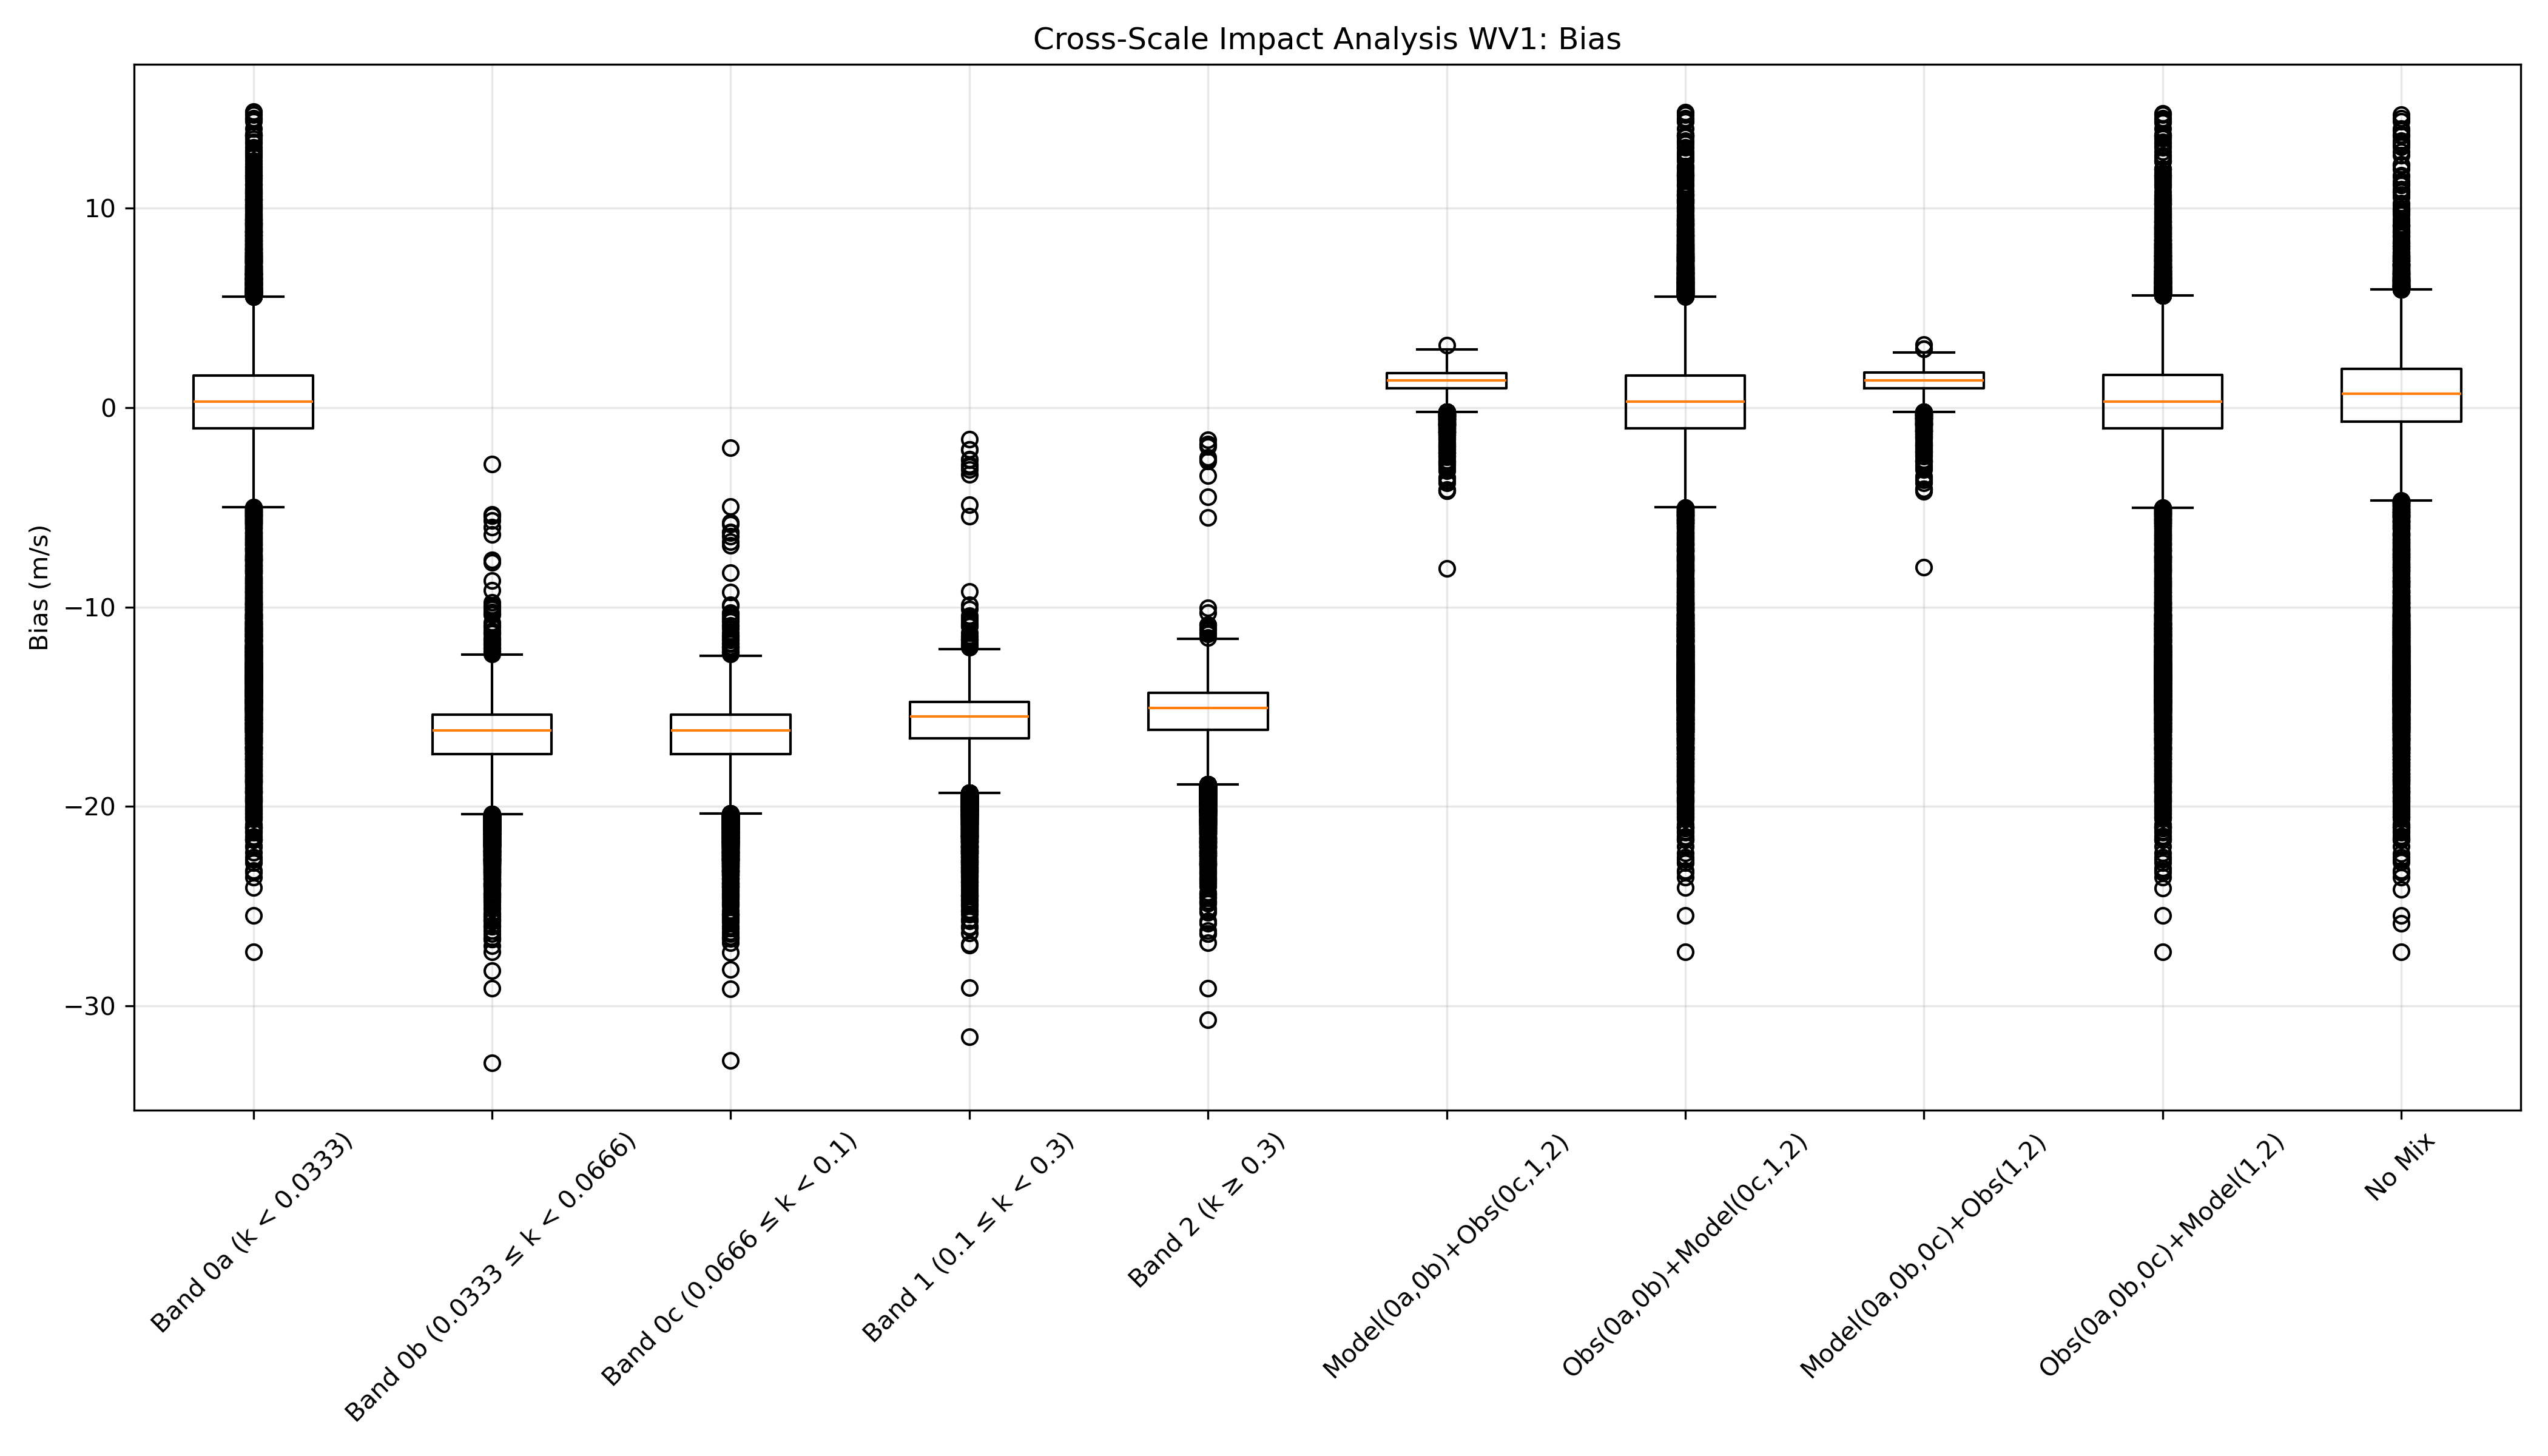 Cross-Scale Impact Analysis WV1: Bias
Bias (m/s)
10
0
−10
−20
−30
Band 0a (k < 0.0333)
Band 0b (0.0333 ≤ k < 0.0666)
Band 0c (0.0666 ≤ k < 0.1)
Band 1 (0.1 ≤ k < 0.3)
Band 2 (k ≥ 0.3)
Model(0a,0b)+Obs(0c,1,2)
Obs(0a,0b)+Model(0c,1,2)
Model(0a,0b,0c)+Obs(1,2)
Obs(0a,0b,0c)+Model(1,2)
No Mix